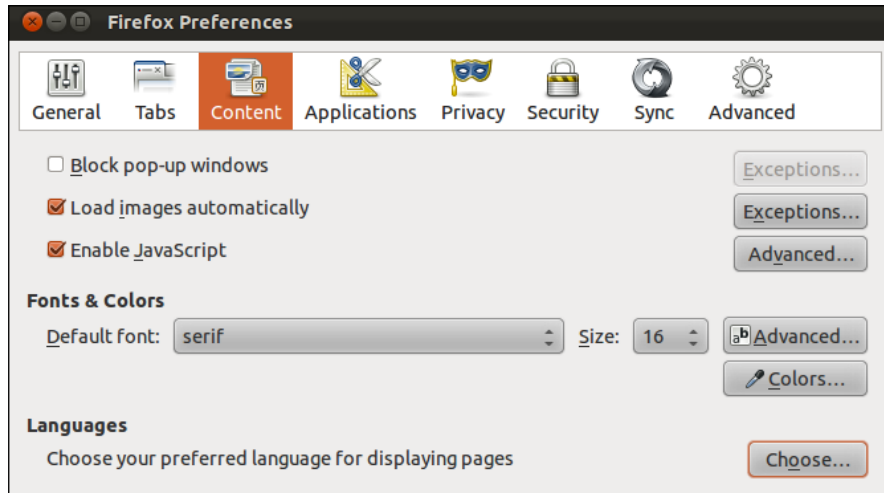 Firefox Preferences
General Tabs Content Applications Privacy Security Sync Advanced
Block pop-up windows Exceptions...
Load images automatically Exceptions...
Enable JavaScript Advanced...
Fonts & Colors
Default font: serif Size: 16 Advanced...
Colors...
Languages
Choose your preferred language for displaying pages Choose...